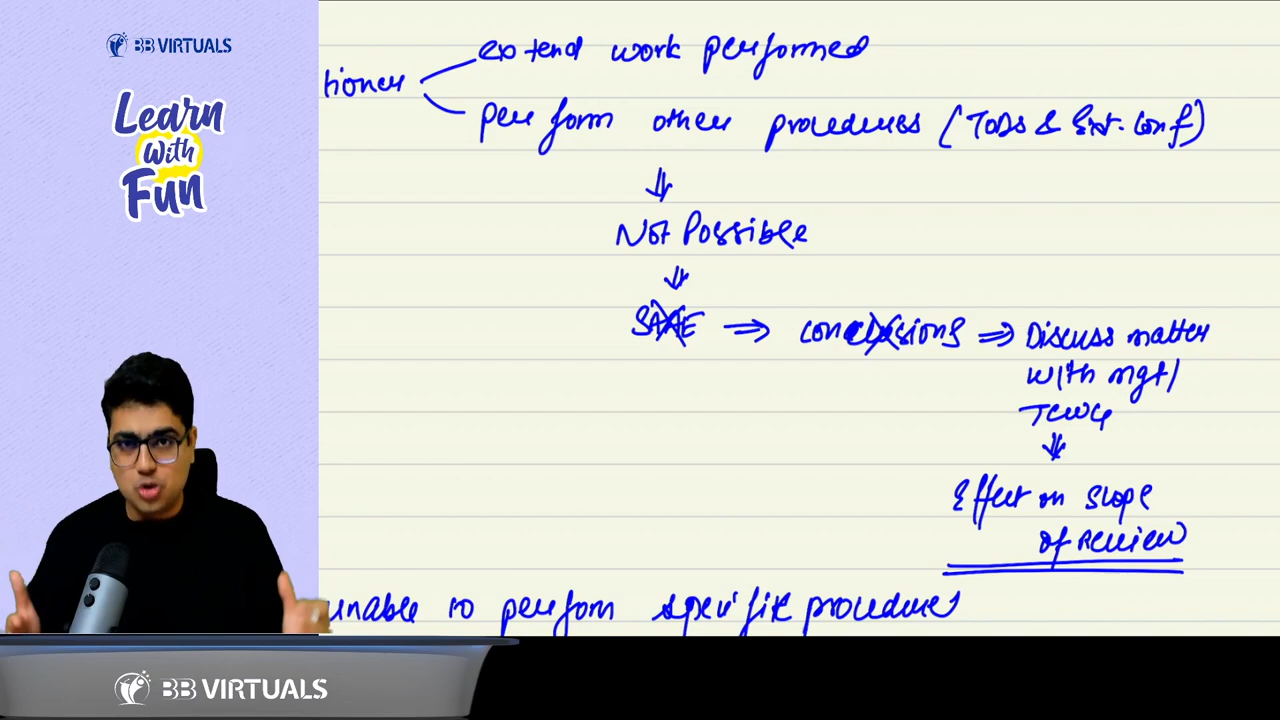 BB VIRTUALS
Learn
With
Fun
extend work performed
tioner
perform other procedures (TODs & Ext. conf)
Not Possible
SAAE ⇒ conclusions ⇒ Discuss matter
with mgt/
TCWG
Effect on scope
of review
unable to perform specific procedures
BB VIRTUALS